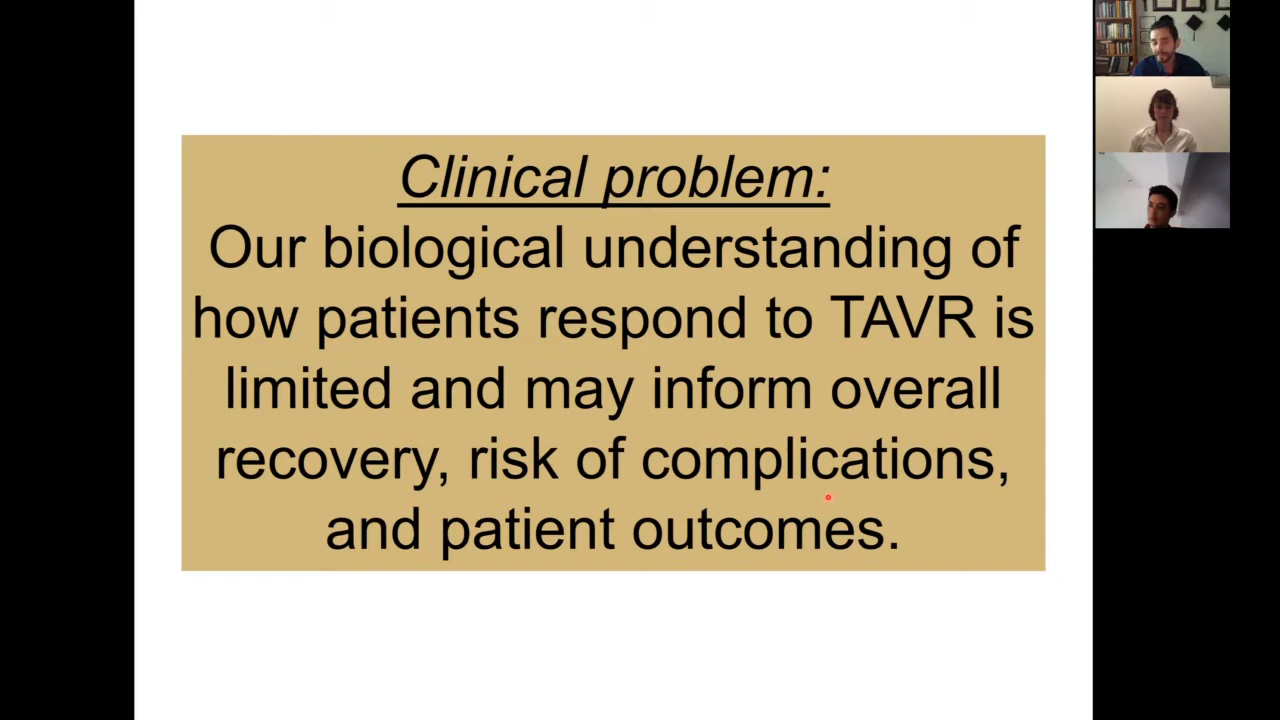 Clinical problem:
Our biological understanding of
how patients respond to TAVR is
limited and may inform overall
recovery, risk of complications,
and patient outcomes.